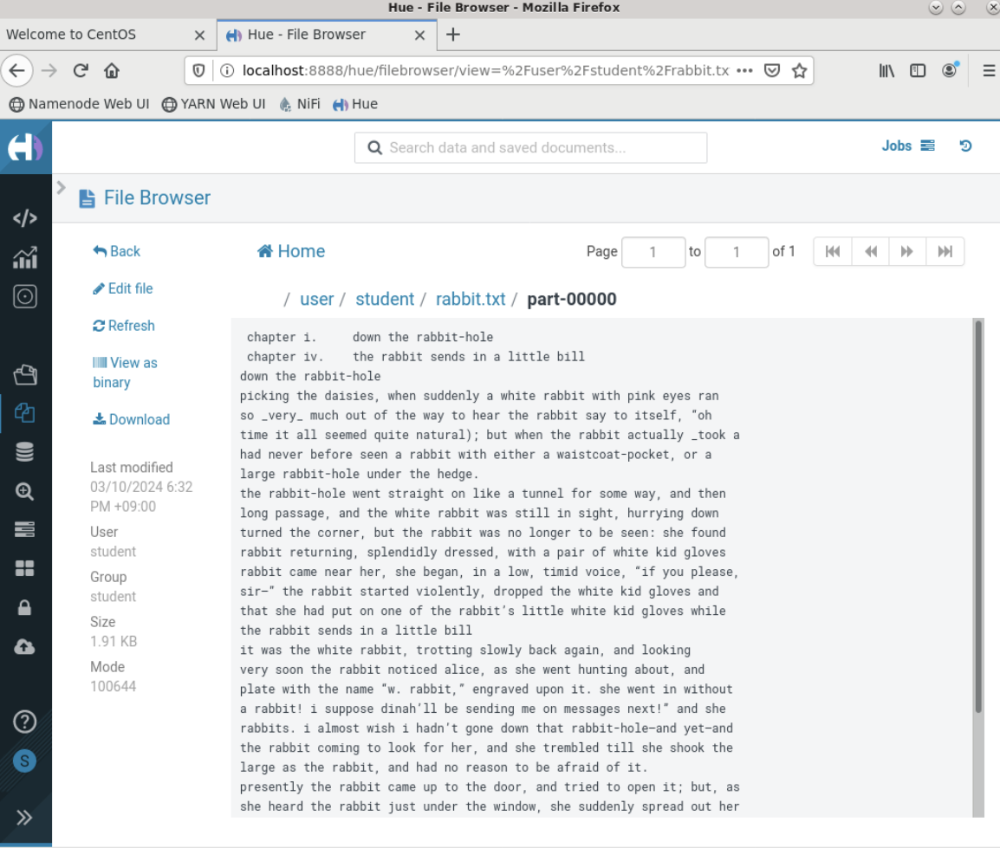 Hue - File Browser - Mozilla Firefox
Welcome to CentOS
Hue - File Browser
localhost:8888/hue/filebrowser/view=%2Fuser%2Fstudent%2Frabbit.tx
Namenode Web UI
YARN Web UI
NiFi
Hue
Search data and saved documents...
Jobs
File Browser
Back
Home
Page 1 to 1 of 1
Edit file
/ user / student / rabbit.txt / part-00000
Refresh
View as
binary
Download
Last modified
03/10/2024 6:32
PM +09:00
User
student
Group
student
Size
1.91 KB
Mode
100644
S
chapter i. down the rabbit-hole
chapter iv. the rabbit sends in a little bill
down the rabbit-hole
picking the daisies, when suddenly a white rabbit with pink eyes ran
so _very_ much out of the way to hear the rabbit say to itself, “oh
time it all seemed quite natural); but when the rabbit actually _took a
had never before seen a rabbit with either a waistcoat-pocket, or a
large rabbit-hole under the hedge.
the rabbit-hole went straight on like a tunnel for some way, and then
long passage, and the white rabbit was still in sight, hurrying down
turned the corner, but the rabbit was no longer to be seen: she found
rabbit returning, splendidly dressed, with a pair of white kid gloves
rabbit came near her, she began, in a low, timid voice, “if you please,
sir—” the rabbit started violently, dropped the white kid gloves and
that she had put on one of the rabbit’s little white kid gloves while
the rabbit sends in a little bill
it was the white rabbit, trotting slowly back again, and looking
very soon the rabbit noticed alice, as she went hunting about, and
plate with the name “w. rabbit,” engraved upon it. she went in without
a rabbit! i suppose dinah’ll be sending me on messages next!” and she
rabbits. i almost wish i hadn’t gone down that rabbit-hole—and yet—and
the rabbit coming to look for her, and she trembled till she shook the
large as the rabbit, and had no reason to be afraid of it.
presently the rabbit came up to the door, and tried to open it; but, as
she heard the rabbit just under the window, she suddenly spread out her